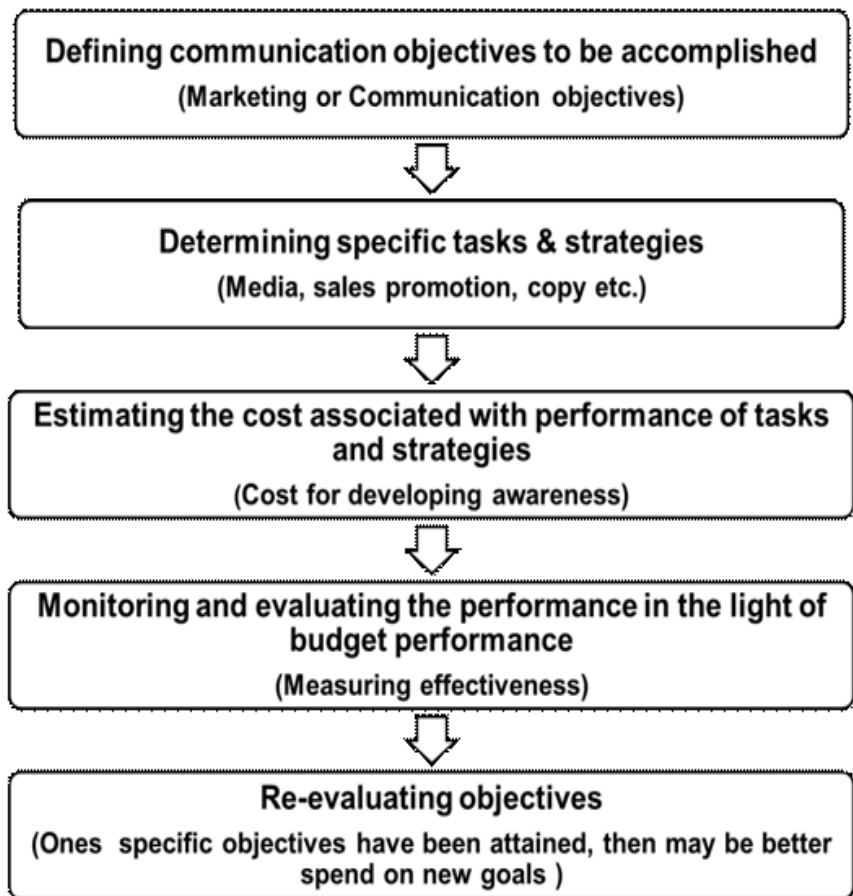 Defining communication objectives to be accomplished
(Marketing or Communication objectives)
Determining specific tasks & strategies
(Media, sales promotion, copy etc.)
Estimating the cost associated with performance of tasks
and strategies
(Cost for developing awareness)
Monitoring and evaluating the performance in the light of
budget performance
(Measuring effectiveness)
Re-evaluating objectives
(Ones specific objectives have been attained, then may be better
spend on new goals )